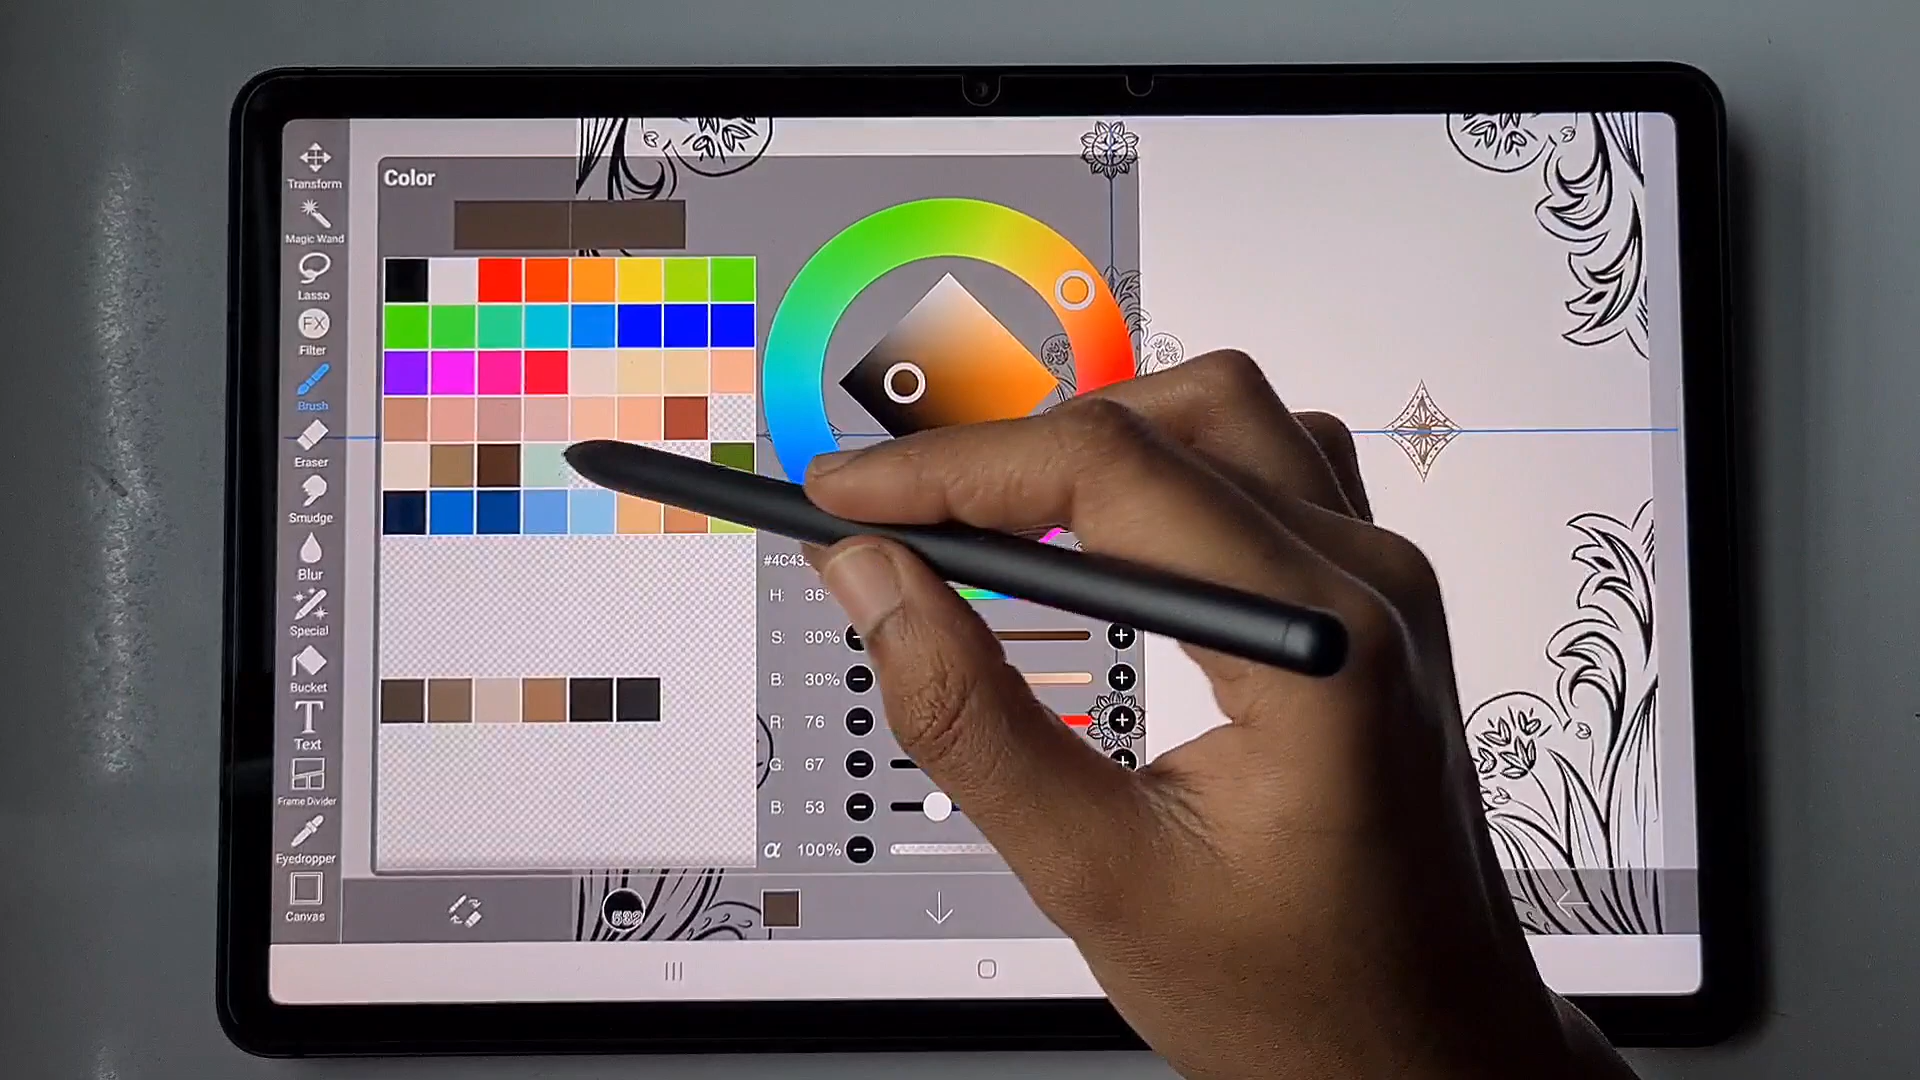 Color
Transform
Magic Wand
Lasso
FX
Filter
Brush
Eraser
Smudge
Blur
Special
Bucket
T
Text
Frame Divider
Eyedropper
Canvas
H: 36°
S: 30%
B: 30%
R: 76
G: 67
B: 53
α 100%